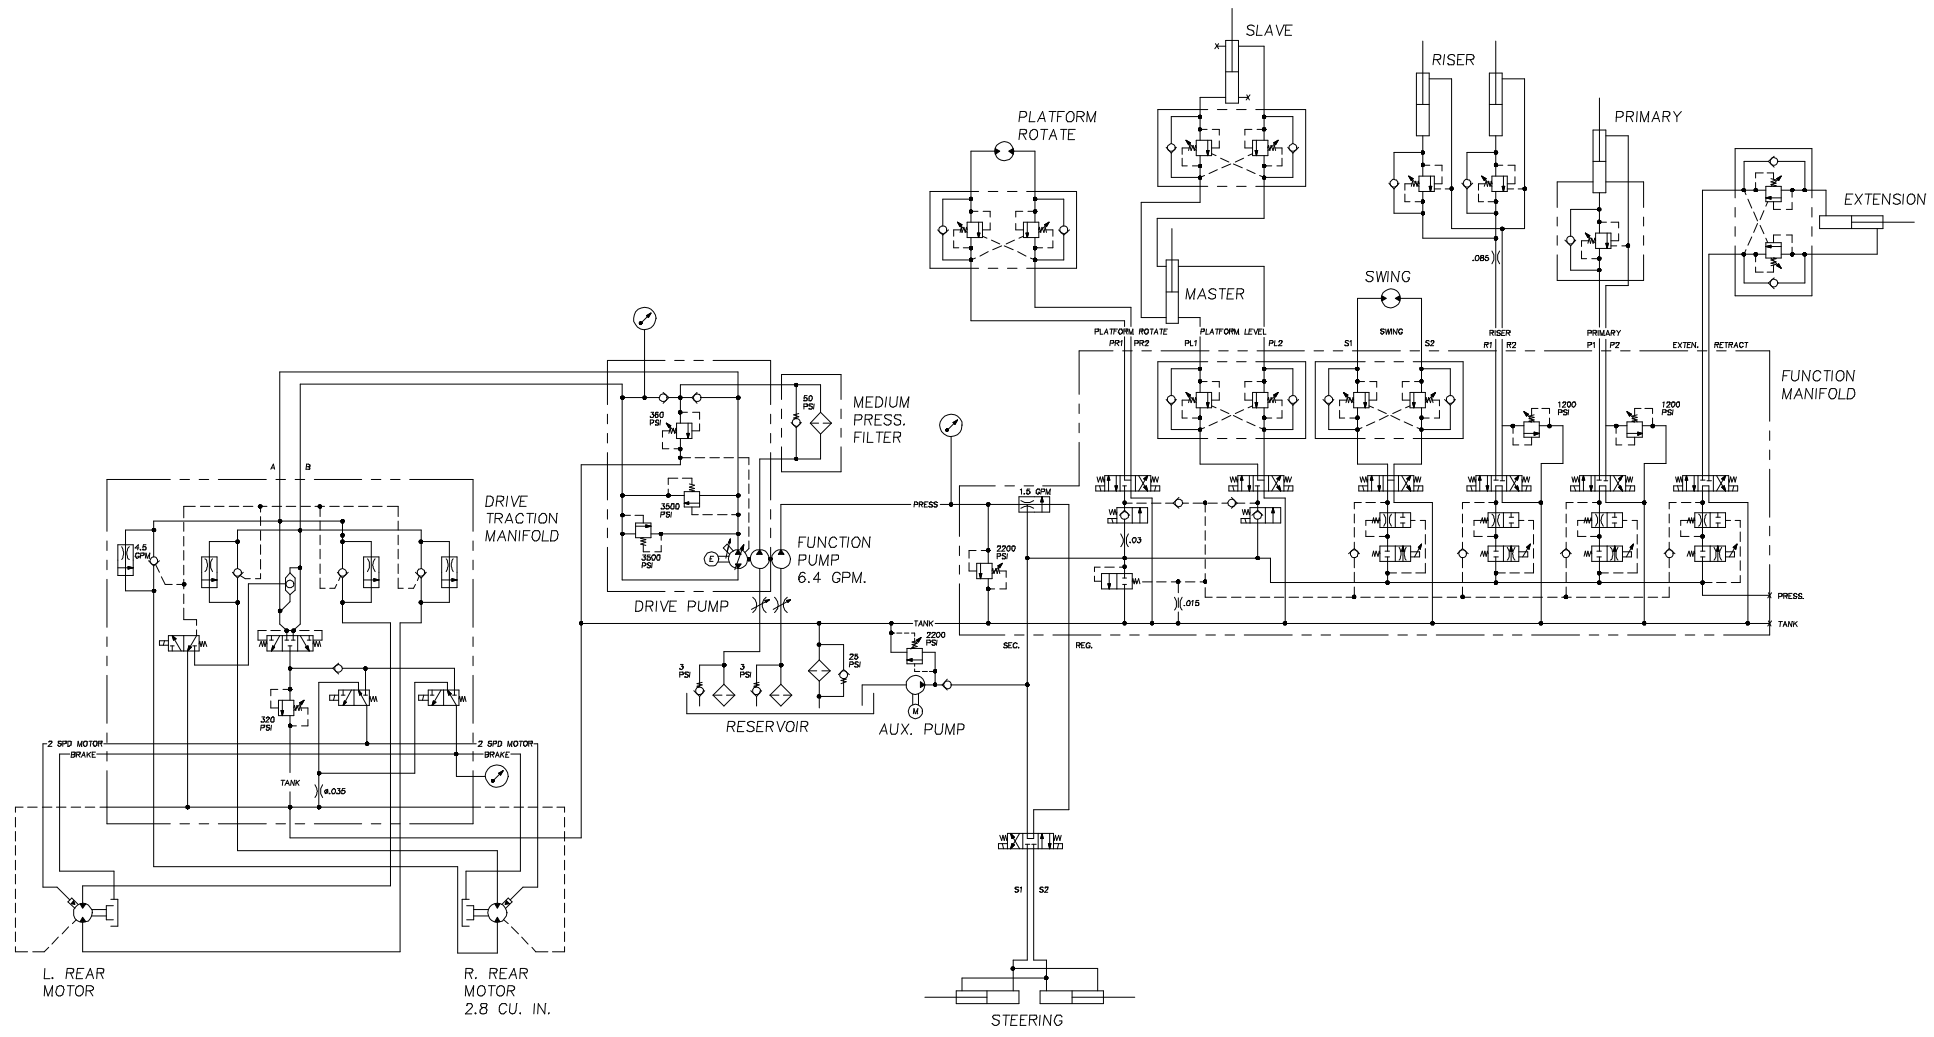 SLAVE
RISER
PLATFORM
ROTATE
PRIMARY
EXTENSION
.085
SWING
MASTER
PLATFORM ROTATE
PLATFORM LEVEL
SWING
RISER
PRIMARY
PR1
PR2
PL1
PL2
S1
S2
R1
R2
P1
P2
EXTEN.
RETRACT
FUNCTION
MANIFOLD
360
PSI
50
PSI
MEDIUM
PRESS.
FILTER
1200
PSI
1200
PSI
A
B
DRIVE
TRACTION
MANIFOLD
3500
PSI
3500
PSI
PRESS
1.5 GPM
4.5
GPM
E
FUNCTION
PUMP
6.4 GPM.
2200
PSI
.03
.015
DRIVE PUMP
PRESS.
TANK
TANK
SEC.
REG.
2200
PSI
3
PSI
3
PSI
25
PSI
M
RESERVOIR
AUX. PUMP
320
PSI
2 SPD MOTOR
2 SPD MOTOR
BRAKE
BRAKE
TANK
ø.035
S1
S2
L. REAR
MOTOR
R. REAR
MOTOR
2.8 CU. IN.
STEERING